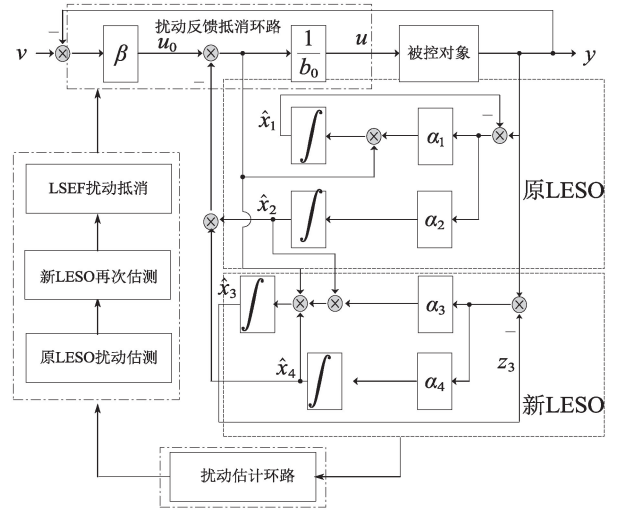 扰动反馈抵消环路
v
−
β
u₀
−
1
b₀
u
被控对象
y
x̂₁
∫
α₁
−
原LESO
x̂₂
∫
α₂
LSEF扰动抵消
新LESO再次估测
原LESO扰动估测
x̂₃
∫
α₃
−
x̂₄
∫
α₄
z₃
新LESO
扰动估计环路